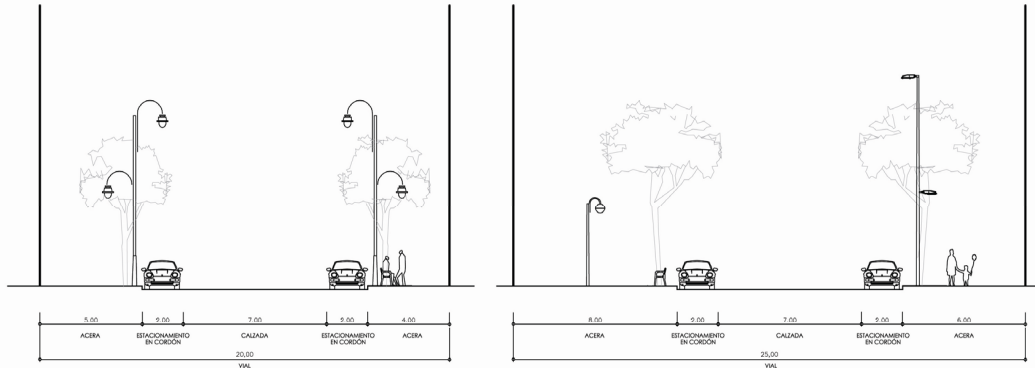 5.00 2.00 7.00 2.00 4.00
ACERA ESTACIONAMIENTO CALZADA ESTACIONAMIENTO ACERA
EN CORDÓN EN CORDÓN
20,00
VIAL
8.00 2.00 7.00 2.00 6.00
ACERA ESTACIONAMIENTO CALZADA ESTACIONAMIENTO ACERA
EN CORDÓN EN CORDÓN
25,00
VIAL